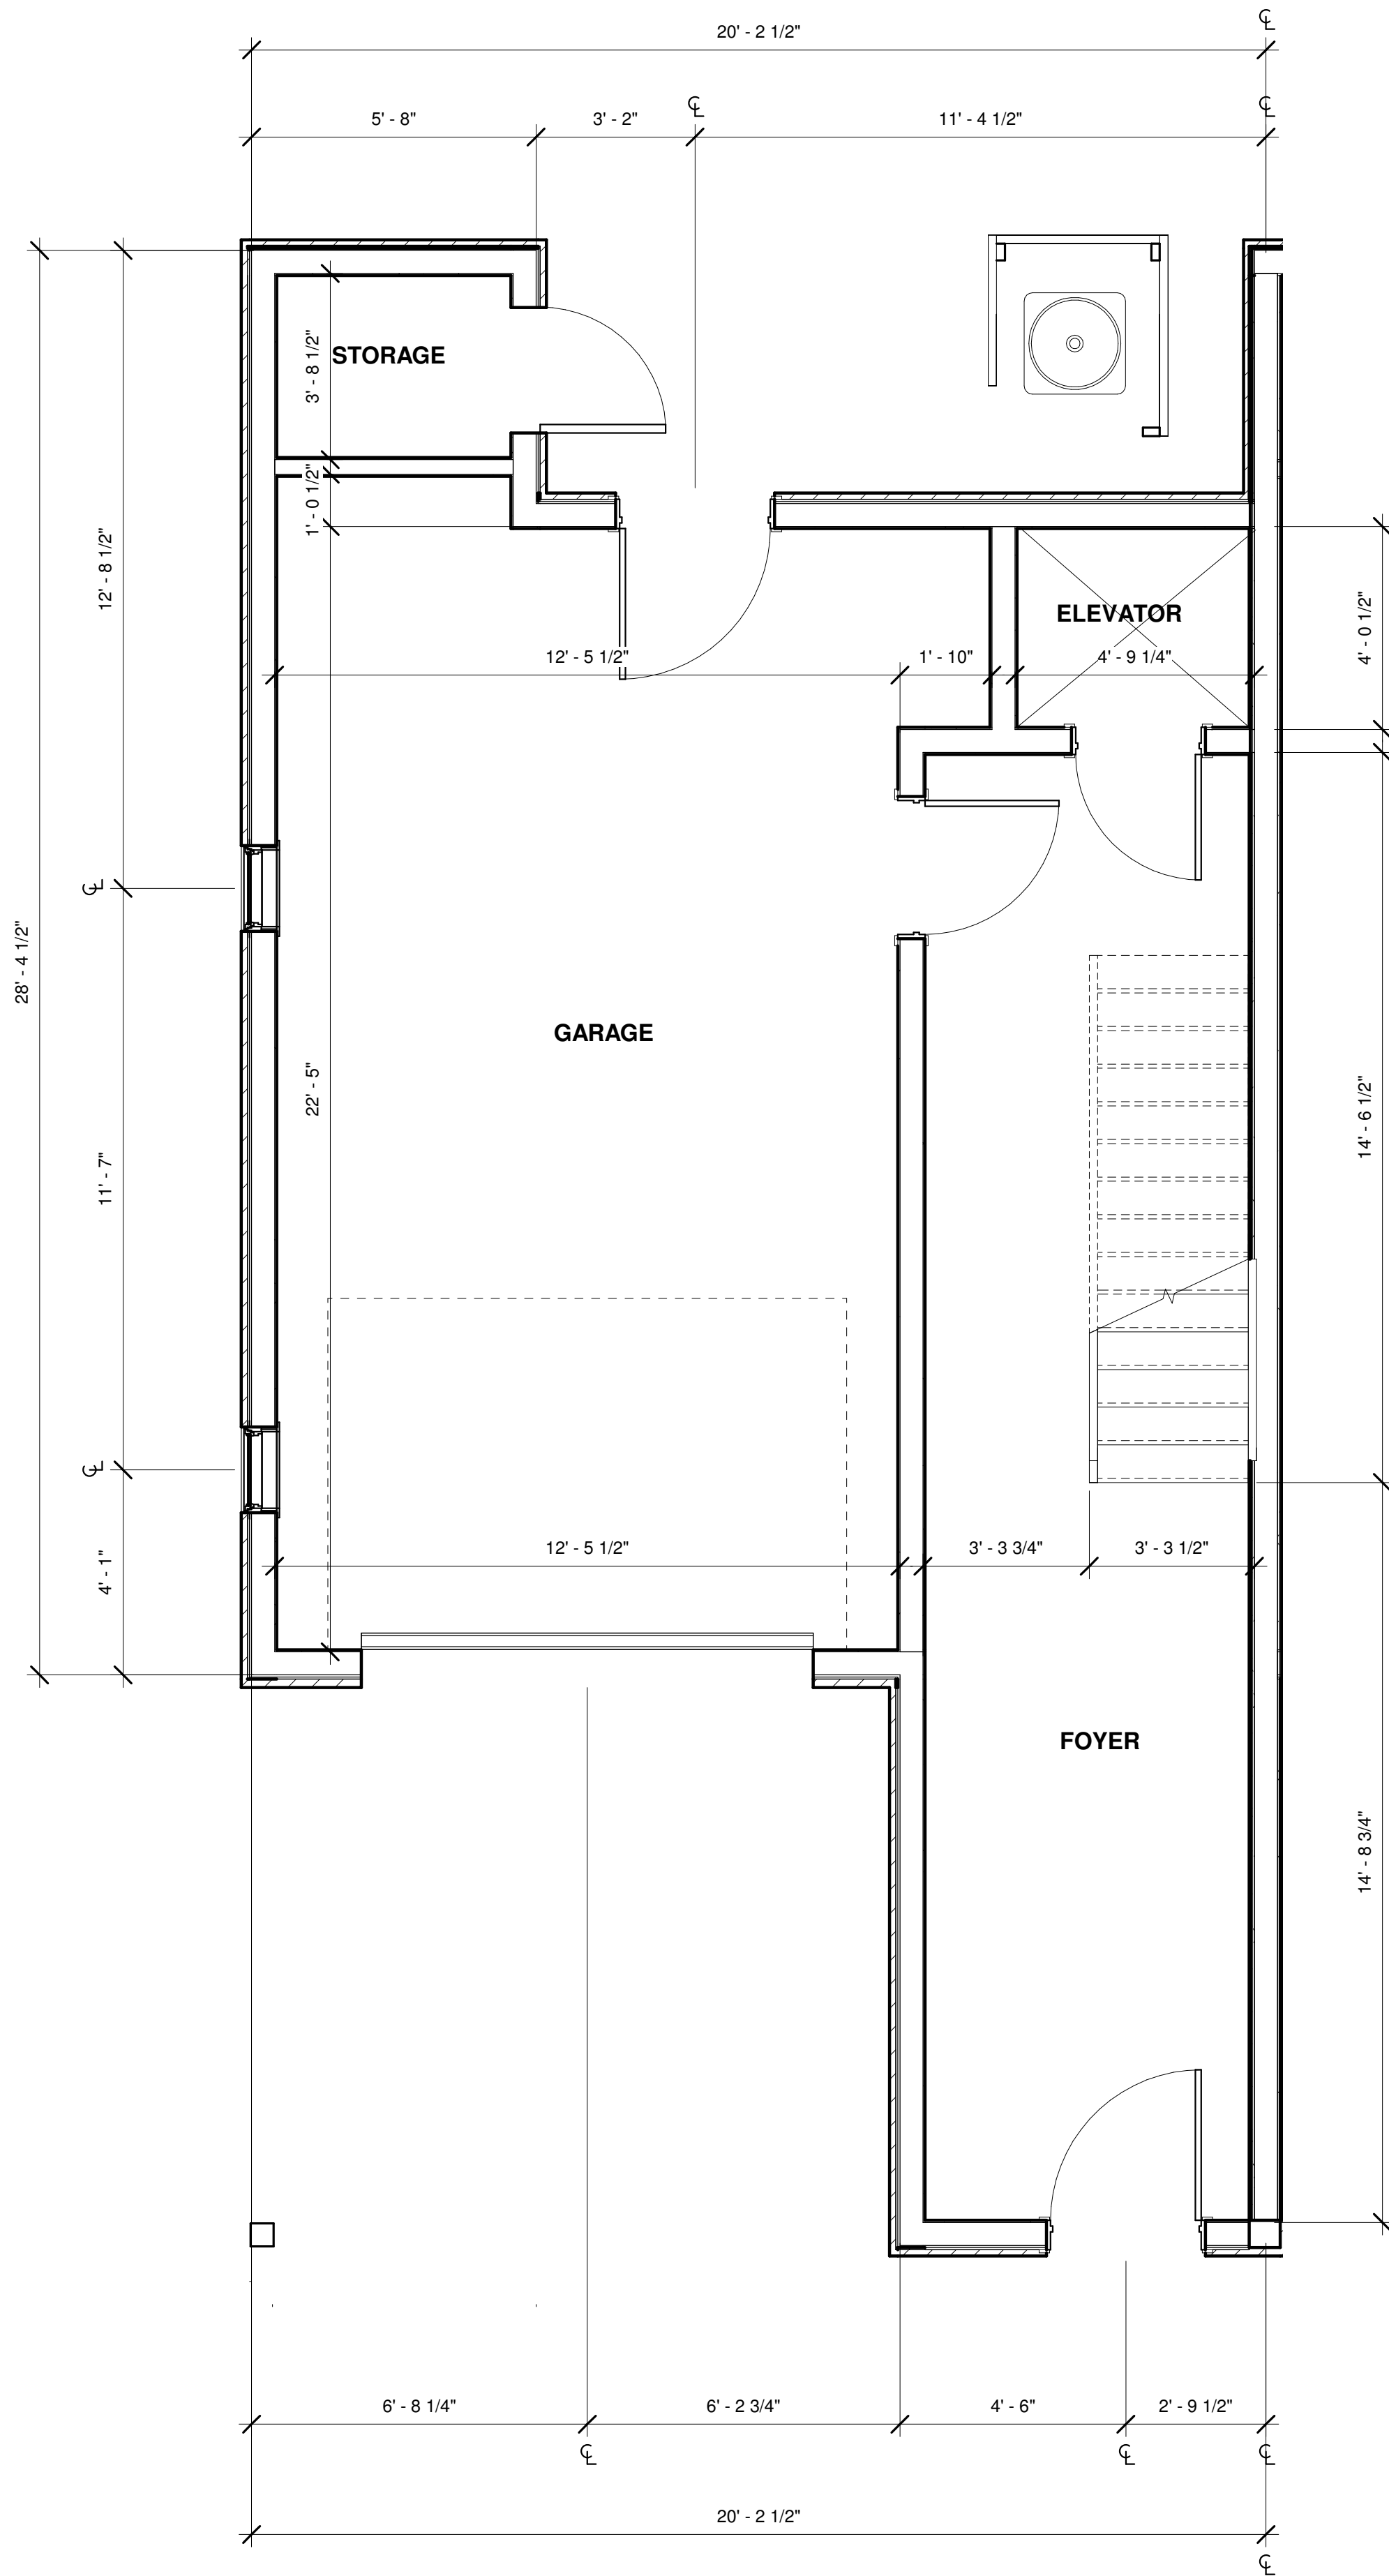 ℄
20' - 2 1/2"
℄
℄
5' - 8"
3' - 2"
11' - 4 1/2"
STORAGE
3' - 8 1/2"
1' - 0 1/2"
12' - 8 1/2"
ELEVATOR
4' - 0 1/2"
12' - 5 1/2"
1' - 10"
4' - 9 1/4"
℄
28' - 4 1/2"
GARAGE
22' - 5"
11' - 7"
14' - 6 1/2"
℄
12' - 5 1/2"
3' - 3 3/4"
3' - 3 1/2"
4' - 1"
FOYER
14' - 8 3/4"
6' - 8 1/4"
6' - 2 3/4"
4' - 6"
2' - 9 1/2"
℄
℄
℄
20' - 2 1/2"
℄